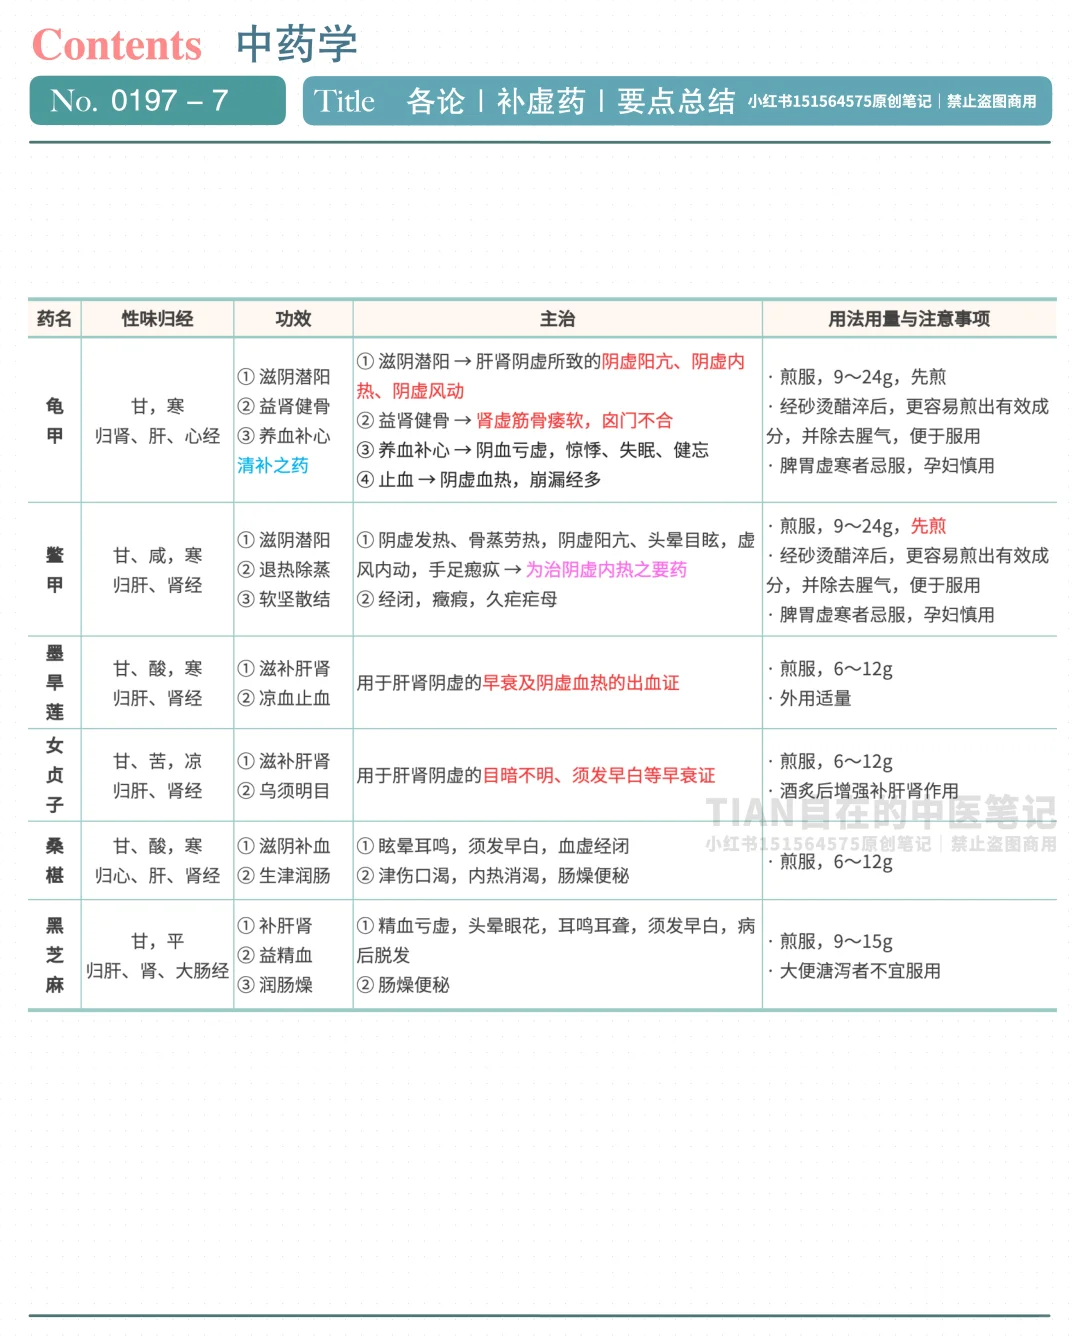 Contents 中药学
No. 0197 – 7
Title 各论｜补虚药｜要点总结 小红书151564575原创笔记｜禁止盗图商用
药名 性味归经 功效 主治 用法用量与注意事项
龟甲
甘，寒
归肾、肝、心经
① 滋阴潜阳
② 益肾健骨
③ 养血补心
清补之药
① 滋阴潜阳 → 肝肾阴虚所致的阴虚阳亢、阴虚内
热、阴虚风动
② 益肾健骨 → 肾虚筋骨痿软，囟门不合
③ 养血补心 → 阴血亏虚，惊悸、失眠、健忘
④ 止血 → 阴虚血热，崩漏经多
· 煎服，9～24g，先煎
· 经砂烫醋淬后，更容易煎出有效成
分，并除去腥气，便于服用
· 脾胃虚寒者忌服，孕妇慎用
鳖甲
甘、咸，寒
归肝、肾经
① 滋阴潜阳
② 退热除蒸
③ 软坚散结
① 阴虚发热、骨蒸劳热，阴虚阳亢、头晕目眩，虚
风内动，手足瘛疭 → 为治阴虚内热之要药
② 经闭，癥瘕，久疟疟母
· 煎服，9～24g，先煎
· 经砂烫醋淬后，更容易煎出有效成
分，并除去腥气，便于服用
· 脾胃虚寒者忌服，孕妇慎用
墨旱莲
甘、酸，寒
归肝、肾经
① 滋补肝肾
② 凉血止血
用于肝肾阴虚的早衰及阴虚血热的出血证
· 煎服，6～12g
· 外用适量
女贞子
甘、苦，凉
归肝、肾经
① 滋补肝肾
② 乌须明目
用于肝肾阴虚的目暗不明、须发早白等早衰证
· 煎服，6～12g
· 酒炙后增强补肝肾作用
桑椹
甘、酸，寒
归心、肝、肾经
① 滋阴补血
② 生津润肠
① 眩晕耳鸣，须发早白，血虚经闭
② 津伤口渴，内热消渴，肠燥便秘
· 煎服，6～12g
黑芝麻
甘，平
归肝、肾、大肠经
① 补肝肾
② 益精血
③ 润肠燥
① 精血亏虚，头晕眼花，耳鸣耳聋，须发早白，病
后脱发
② 肠燥便秘
· 煎服，9～15g
· 大便溏泻者不宜服用
TIAN自在的中医笔记
小红书151564575原创笔记｜禁止盗图商用